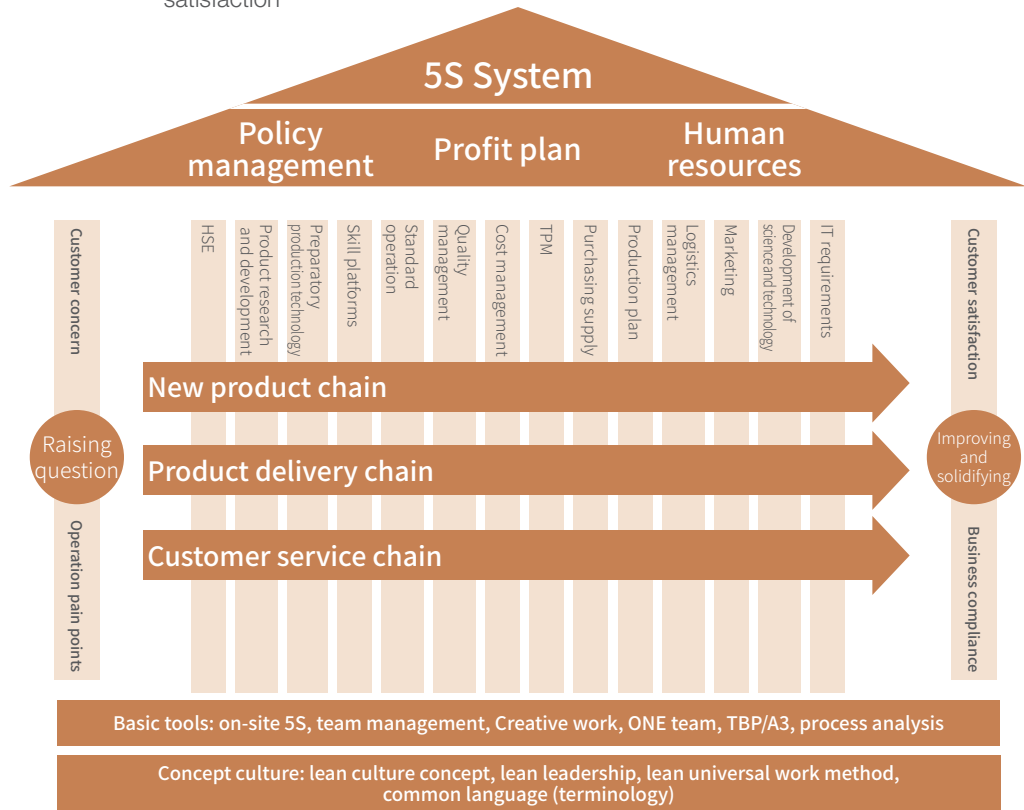 satisfaction
5S System
Policy
management
Profit plan
Human
resources
Customer concern
HSE
Product research
and development
Preparatory
production technology
Skill platforms
Standard
operation
Quality
management
Cost management
TPM
Purchasing supply
Production plan
Logistics
management
Marketing
Development of
science and technology
IT requirements
Customer satisfaction
New product chain
Raising
question
Product delivery chain
Improving
and
solidifying
Customer service chain
Operation pain points
Business compliance
Basic tools: on-site 5S, team management, Creative work, ONE team, TBP/A3, process analysis
Concept culture: lean culture concept, lean leadership, lean universal work method,
common language (terminology)